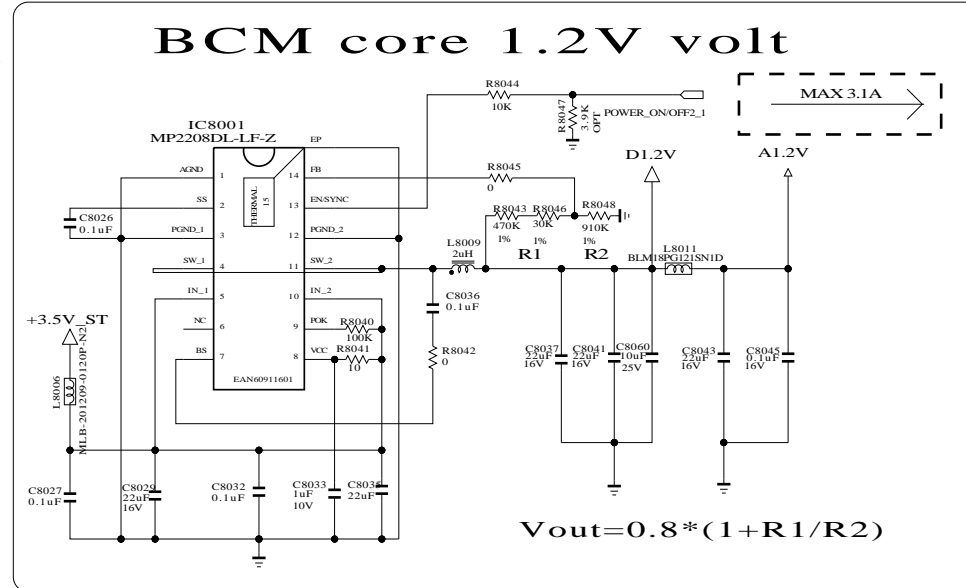 BCM core 1.2V volt
MAX 3.1A
R8044
10K
R8047
3.9K
OPT
POWER_ON/OFF2_1
IC8001
MP2208DL-LF-Z
EP
AGND
1
14
FB
SS
2
13
EN/SYNC
PGND_1
3
12
PGND_2
SW_1
4
11
SW_2
IN_1
5
10
IN_2
NC
6
9
POK
BS
7
8
VCC
THERMAL
15
EAN60911601
C8026
0.1uF
R8045
0
R8043
470K
1%
R8046
30K
1%
R8048
910K
1%
R1
R2
D1.2V
A1.2V
L8009
2uH
L8011
BLM18PG121SN1D
C8036
0.1uF
R8042
0
R8040
100K
R8041
10
+3.5V_ST
L8006
MLB-201209-0120P-N2
C8037
22uF
16V
C8041
22uF
16V
C8060
10uF
25V
C8043
22uF
16V
C8045
0.1uF
16V
C8027
0.1uF
C8029
22uF
16V
C8032
0.1uF
C8033
1uF
10V
C8035
22uF
Vout=0.8*(1+R1/R2)